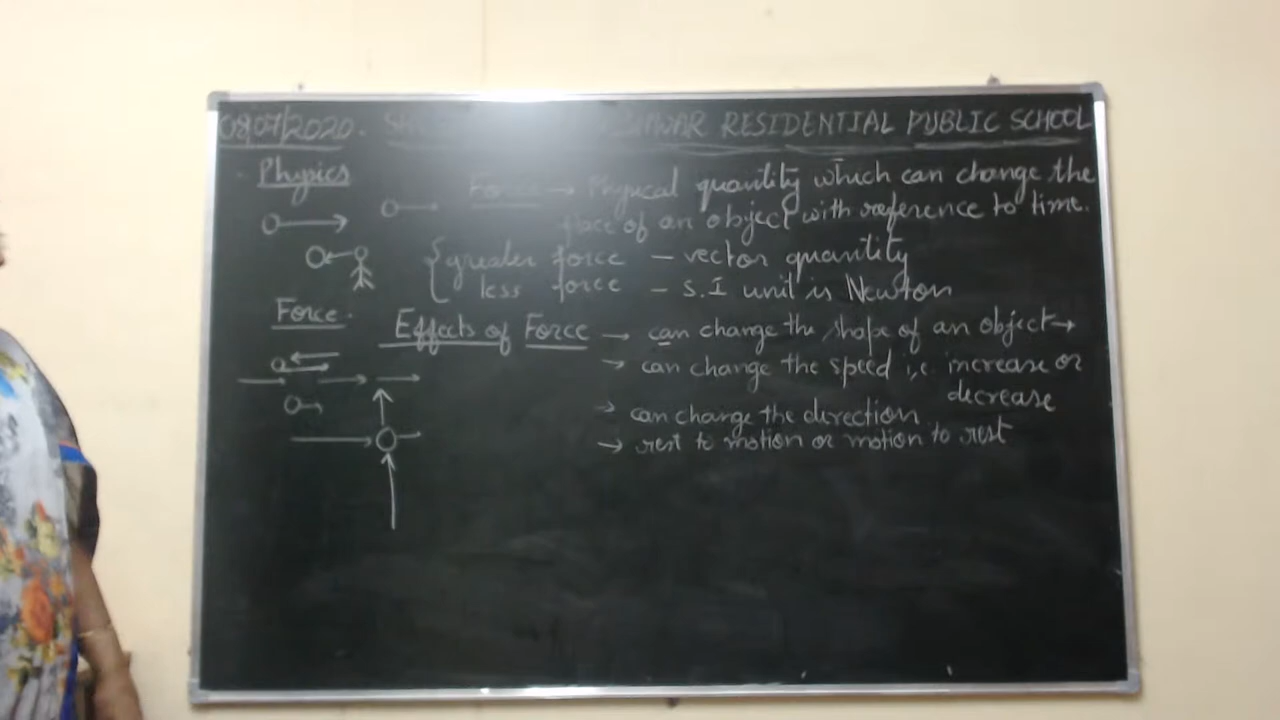 08/07/2020. RESIDENTIAL PUBLIC SCHOOL
Physics
Force → Physical quantity which can change the
place of an object with reference to time.
{ greater force – vector quantity
less force – S.I unit is Newton
Force.
Effects of Force → can change the shape of an object →
→ can change the speed i.e increase or
decrease
→ can change the direction
→ rest to motion or motion to rest